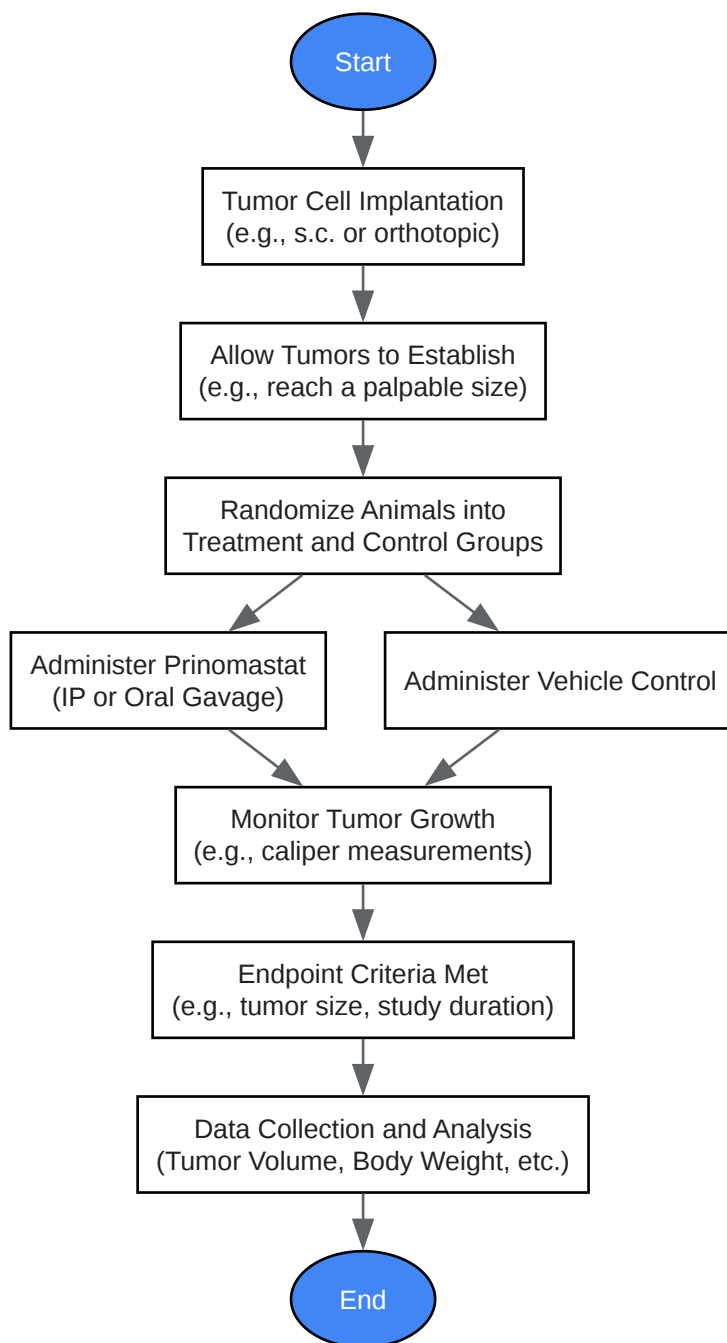 Start
Tumor Cell Implantation
(e.g., s.c. or orthotopic)
Allow Tumors to Establish
(e.g., reach a palpable size)
Randomize Animals into
Treatment and Control Groups
Administer Prinomastat
(IP or Oral Gavage)
Administer Vehicle Control
Monitor Tumor Growth
(e.g., caliper measurements)
Endpoint Criteria Met
(e.g., tumor size, study duration)
Data Collection and Analysis
(Tumor Volume, Body Weight, etc.)
End